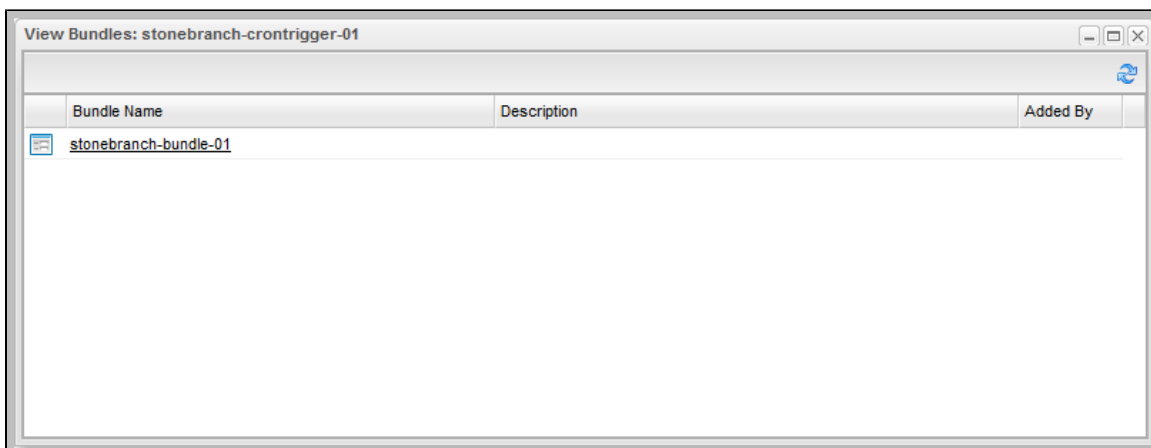 View Bundles: stonebranch-crontrigger-01
Bundle Name Description Added By
stonebranch-bundle-01